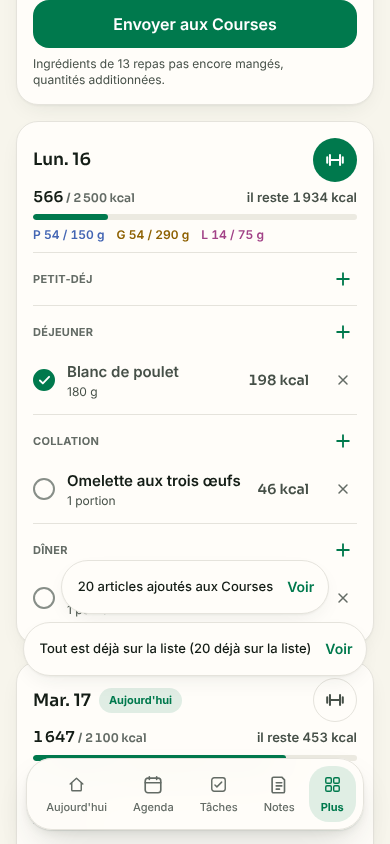 Envoyer aux Courses
Ingrédients de 13 repas pas encore mangés,
quantités additionnées.
Lun. 16
566 / 2 500 kcal
il reste 1 934 kcal
P 54 / 150 g G 54 / 290 g L 14 / 75 g
PETIT-DÉJ
DÉJEUNER
Blanc de poulet
198 kcal
180 g
COLLATION
Omelette aux trois œufs
46 kcal
1 portion
DÎNER
20 articles ajoutés aux Courses Voir
Tout est déjà sur la liste (20 déjà sur la liste) Voir
Mar. 17 Aujourd'hui
1 647 / 2 100 kcal
il reste 453 kcal
Aujourd'hui Agenda Tâches Notes Plus